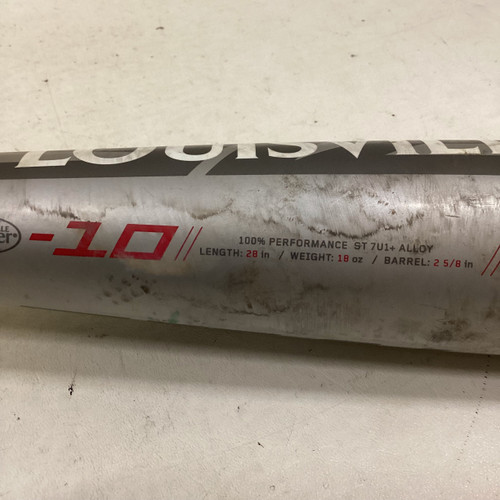 LOUISVILLE
-10
100% PERFORMANCE ST 7U1+ ALLOY
LENGTH: 28 in / WEIGHT: 18 oz / BARREL: 2 5/8 in